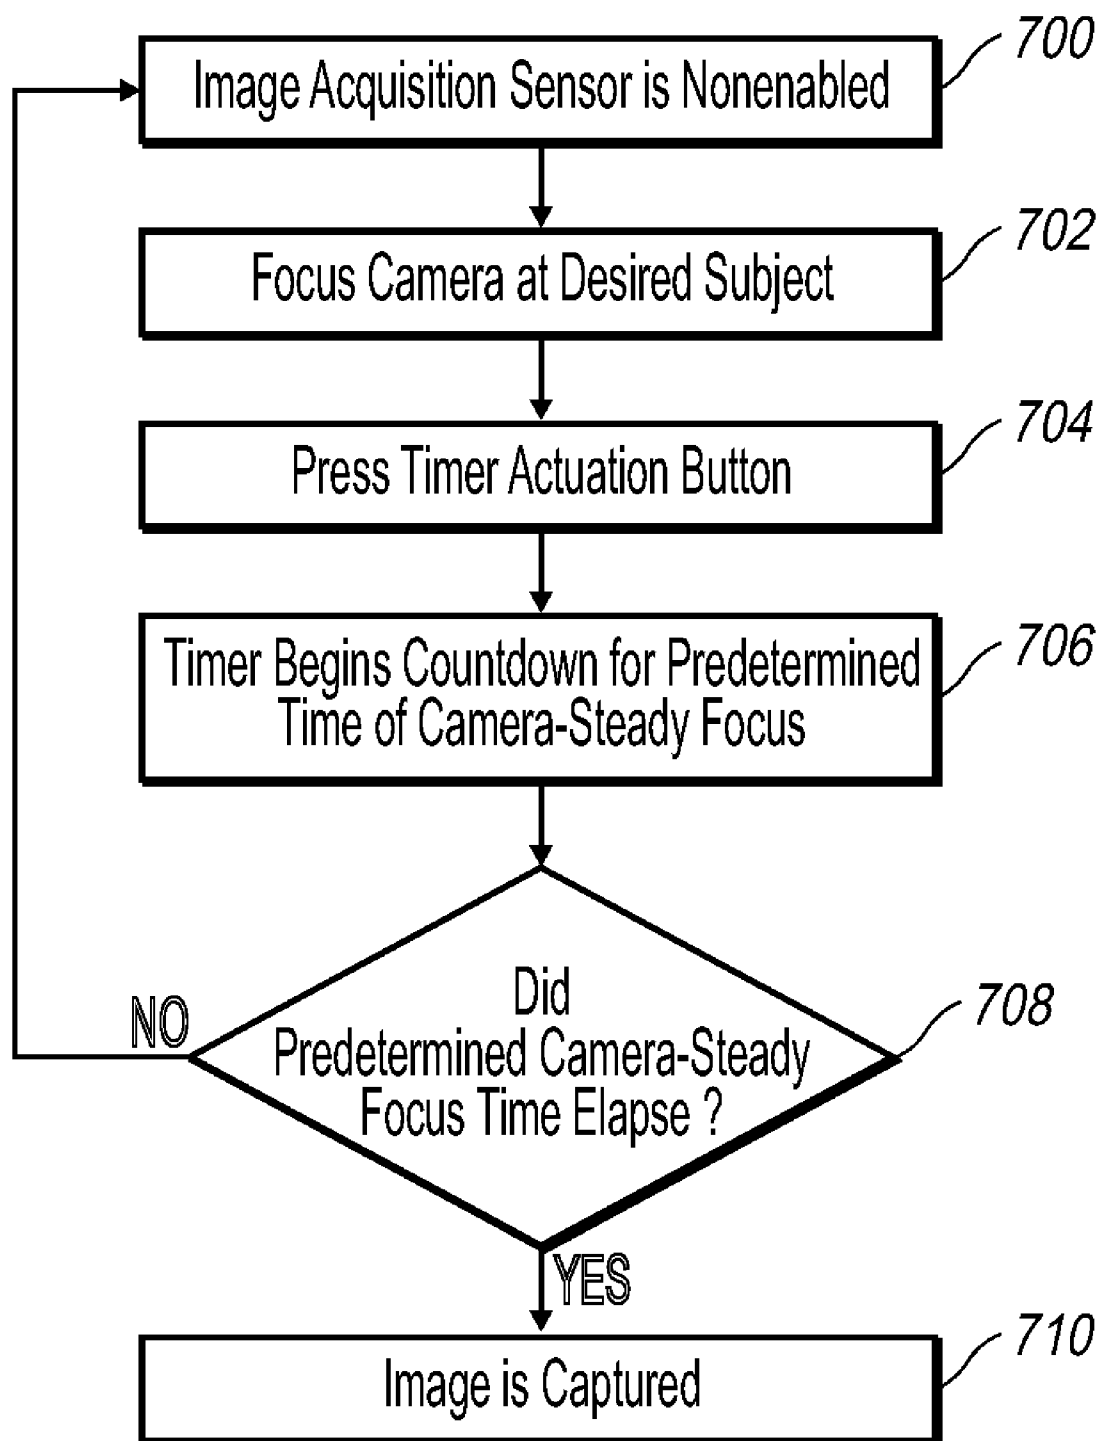 700
Image Acquisition Sensor is Nonenabled
702
Focus Camera at Desired Subject
704
Press Timer Actuation Button
706
Timer Begins Countdown for Predetermined
Time of Camera-Steady Focus
708
Did
Predetermined Camera-Steady
Focus Time Elapse ?
NO
YES
710
Image is Captured